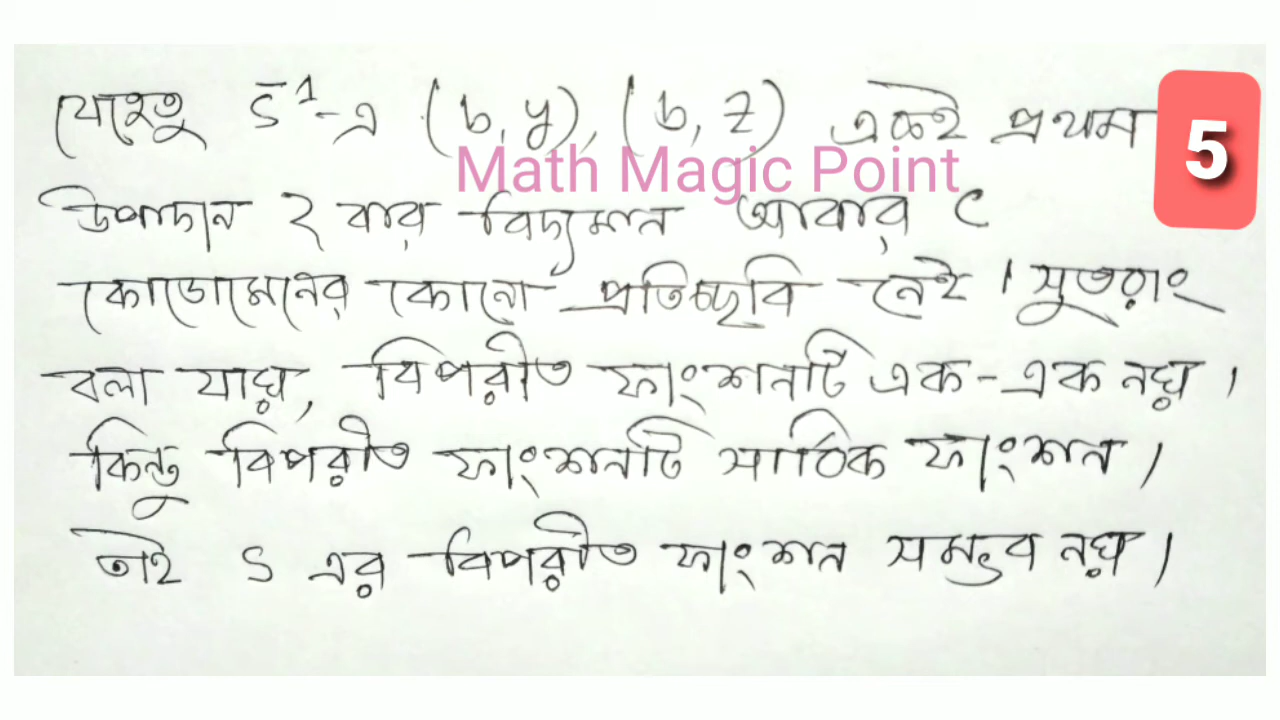 যেহেতু S⁻¹-এ (b, y), (b, z) একই প্রথম
5
Math Magic Point
উপাদান ২ বার বিদ্যমান আবার c
কোডোমেনের কোনো প্রতিচ্ছবি নেই। সুতরাং
বলা যায়, বিপরীত ফাংশনটি এক-এক নয়।
কিন্তু বিপরীত ফাংশনটি সার্ঠিক ফাংশন।
তাই S এর বিপরীত ফাংশন সম্ভব নয়।